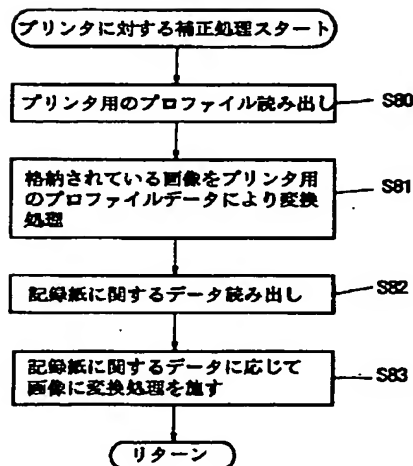 プリンタに対する補正処理スタート
プリンタ用のプロファイル読み出し
S80
格納されている画像をプリンタ用
のプロファイルデータにより変換
処理
S81
記録紙に関するデータ読み出し
S82
記録紙に関するデータに応じて
画像に変換処理を施す
S83
リターン